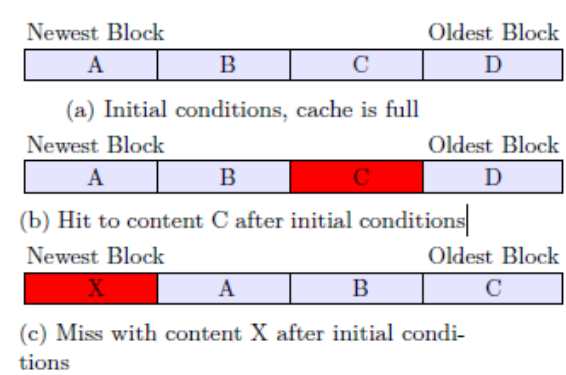 Newest Block Oldest Block
A B C D
(a) Initial conditions, cache is full
Newest Block Oldest Block
A B C D
(b) Hit to content C after initial conditions
Newest Block Oldest Block
X A B C
(c) Miss with content X after initial condi-
tions